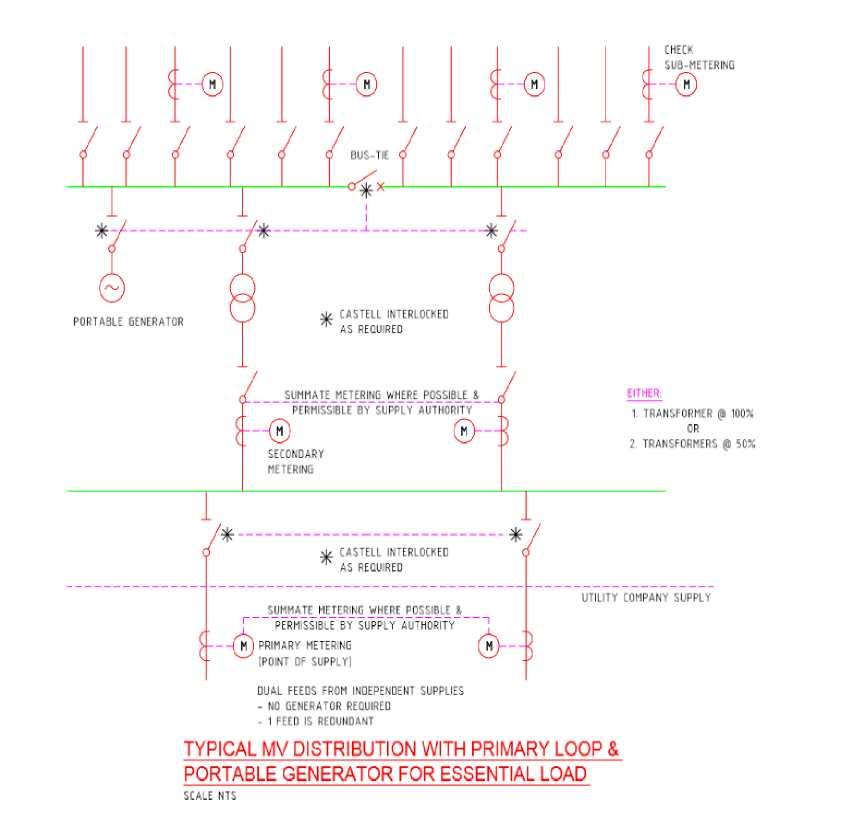 CHECK
SUB-METERING
M
M
M
M
BUS-TIE
PORTABLE GENERATOR
CASTELL INTERLOCKED
AS REQUIRED
SUMMATE METERING WHERE POSSIBLE &
PERMISSIBLE BY SUPPLY AUTHORITY
M
M
SECONDARY
METERING
EITHER:
1. TRANSFORMER @ 100%
OR
2. TRANSFORMERS @ 50%
CASTELL INTERLOCKED
AS REQUIRED
UTILITY COMPANY SUPPLY
SUMMATE METERING WHERE POSSIBLE &
PERMISSIBLE BY SUPPLY AUTHORITY
M
PRIMARY METERING
(POINT OF SUPPLY)
M
DUAL FEEDS FROM INDEPENDENT SUPPLIES
- NO GENERATOR REQUIRED
- 1 FEED IS REDUNDANT
TYPICAL MV DISTRIBUTION WITH PRIMARY LOOP &
PORTABLE GENERATOR FOR ESSENTIAL LOAD
SCALE NTS